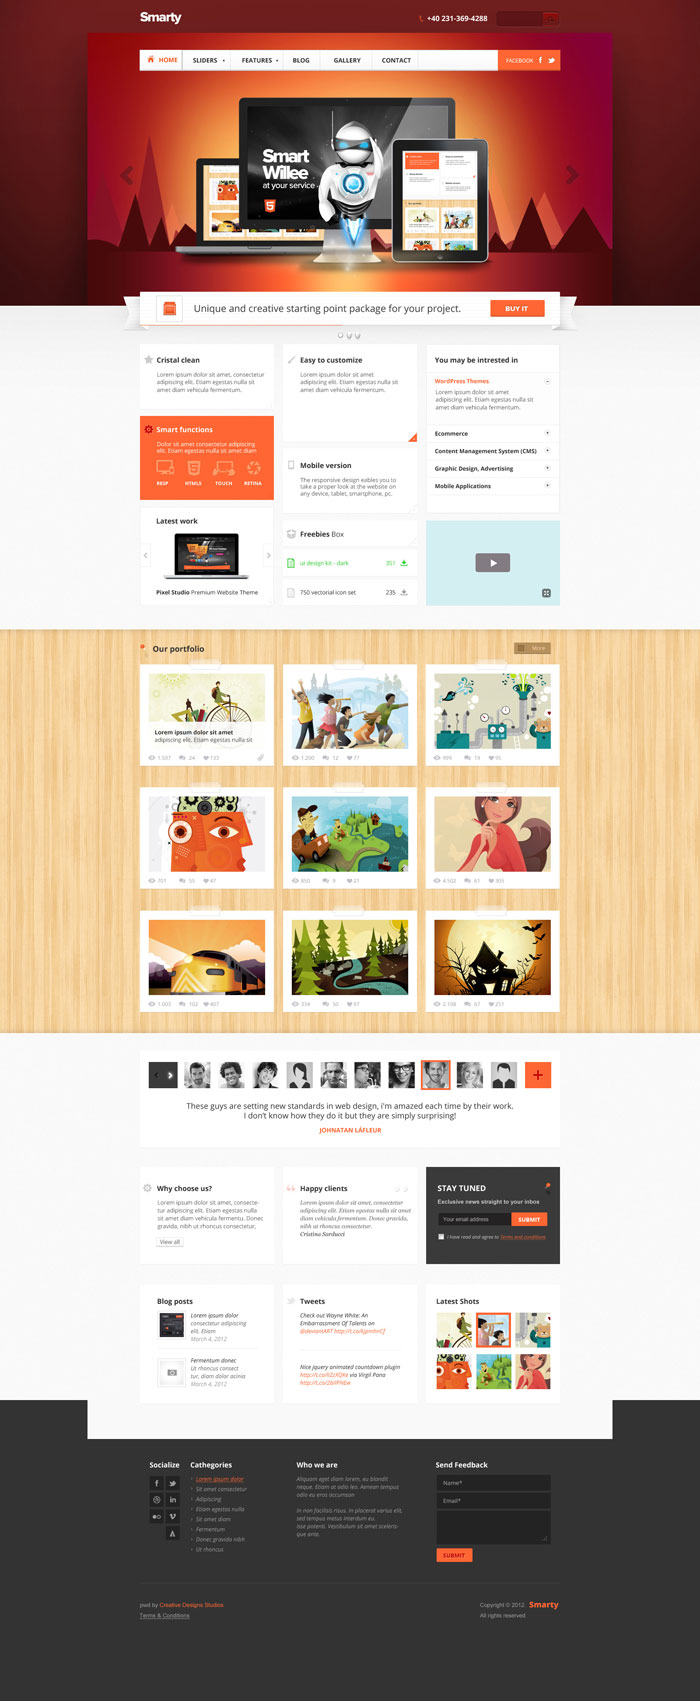 Smarty
+40 231-369-4288
HOME SLIDERS FEATURES BLOG GALLERY CONTACT FACEBOOK
Smart
Willee
at your service
Unique and creative starting point package for your project. BUY IT
Cristal clean
Lorem ipsum dolor sit amet, consectetur
adipiscing elit. Etiam egestas nulla sit
amet diam vehicula fermentum.
Easy to customize
Lorem ipsum dolor sit amet, consectetur
adipiscing elit. Etiam egestas nulla sit
amet diam vehicula fermentum.
You may be intrested in
WordPress Themes
Lorem ipsum dolor sit amet
adipiscing elit. Etiam egestas nulla sit
amet diam vehicula fermentum.
Ecommerce
Content Management System (CMS)
Graphic Design, Advertising
Mobile Applications
Smart functions
Dolor sit amet consectetur adipiscing
elit. Etiam egestas nulla sit amet diam
RESP HTML5 TOUCH RETINA
Mobile version
The responsive design eables you to
take a proper look at the website on
any device, tablet, smartphone, pc.
Latest work
Pixel Studio Premium Website Theme
Freebies Box
ui design kit - dark 351
750 vectorial icon set 235
Our portfolio
More
Lorem ipsum dolor sit amet
adipiscing elit. Etiam egestas nulla sit
1.507 24 123
1.200 12 77
999 19 95
701 55 47
850 9 21
4.502 61 305
1.003 102 407
334 50 97
2.198 67 251
These guys are setting new standards in web design, i'm amazed each time by their work.
I don't know how they do it but they are simply surprising!
JOHNATAN LÁFLEUR
Why choose us?
Lorem ipsum dolor sit amet, consecte-
tur adipiscing elit. Etiam egestas nulla
sit amet vehicula fermentum. Donec
gravida, nibh ut rhoncus consectetur,
View all
Happy clients
Lorem ipsum dolor sit amet, consectetur
adipiscing elit. Etiam egestas nulla sit amet
diam vehicula fermentum. Donec gravida,
nibh ut rhoncus fermentum consectetur.
Cristina Sarducci
STAY TUNED
Exclusive news straight to your inbox
Your email address SUBMIT
I have read and agree to Terms and conditions
Blog posts
Lorem ipsum dolor
consectetur adipiscing
elit. Etiam
March 4, 2012
Fermentum donec
Ut rhoncus consect
tur, diam dolor acinia
March 4, 2012
Tweets
Check out Wayne White: An
Embarrassment Of Talents on
Nice jquery animated countdown plugin
via Virgil Pana
Latest Shots
Socialize
Cathegories
Lorem ipsum dolor
Sit amet consectetur
Adipiscing
Etiam egestas nulla
Sit amet diam
Fermentum
Donec gravida nibh
Ut rhoncus
Who we are
Aliquam eget diam lorem, eu blandit
neque. Etiam at odio leo. Aenean tempus
odio eu eros accumsan
In non facilisis risus. In placerat varius elit,
sed tempus metus interdum eu.
isse potenti. Vestibulum sit amet sceleris-
que ante.
Send Feedback
Name*
Email*
SUBMIT
pwd by Creative Designs Studios
Terms & Conditions
Copyright © 2012 Smarty
All rights reserved